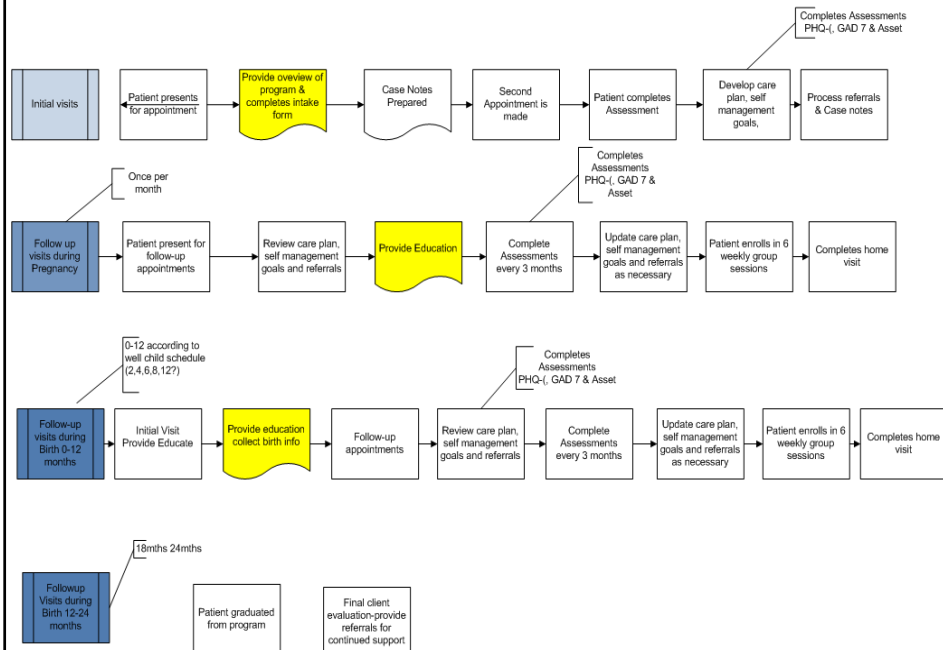 Completes Assessments
PHQ-(, GAD 7 & Asset
Initial visits
Patient presents
for appointment
Provide oveview of
program &
completes intake
form
Case Notes
Prepared
Second
Appointment is
made
Patient completes
Assessment
Develop care
plan, self
management
goals,
Process referrals
& Case notes
Once per
month
Completes
Assessments
PHQ-(, GAD 7 &
Asset
Follow up
visits during
Pregnancy
Patient present for
follow-up
appointments
Review care plan,
self management
goals and referrals
Provide Education
Complete
Assessments
every 3 months
Update care plan,
self management
goals and referrals
as necessary
Patient enrolls in 6
weekly group
sessions
Completes home
visit
0-12 according to
well child schedule
(2,4,6,8,12?)
Completes
Assessments
PHQ-(, GAD 7 & Asset
Follow-up
visits during
Birth 0-12
months
Initial Visit
Provide Educate
Provide education
collect birth info
Follow-up
appointments
Review care plan,
self management
goals and referrals
Complete
Assessments
every 3 months
Update care plan,
self management
goals and referrals
as necessary
Patient enrolls in 6
weekly group
sessions
Completes home
visit
18mths 24mths
Followup
Visits during
Birth 12-24
months
Patient graduated
from program
Final client
evaluation-provide
referrals for
continued support